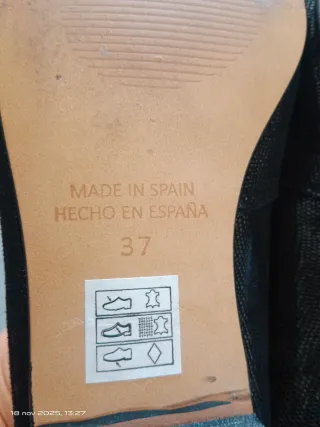 MADE IN SPAIN
HECHO EN ESPAÑA
37
18 nov 2025, 13:27